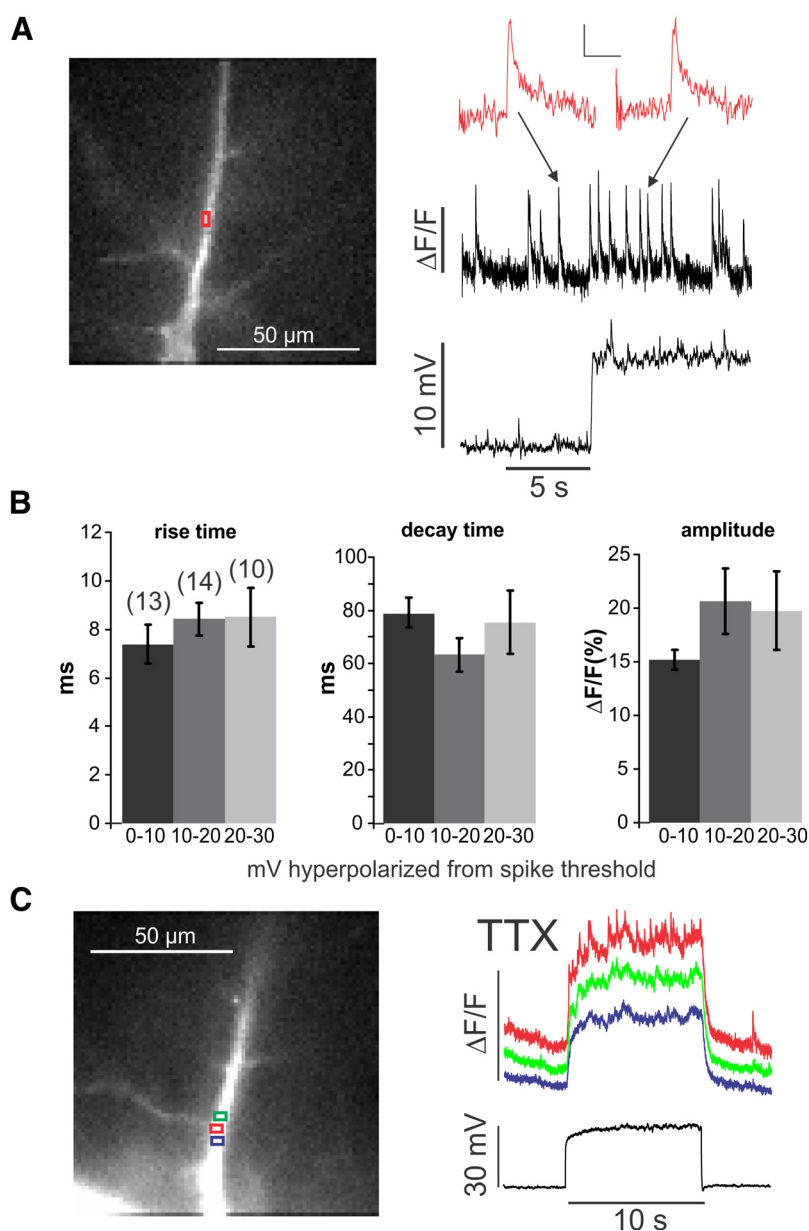 A
50 µm
ΔF/F
10 mV
5 s
B
rise time
decay time
amplitude
12
10
8
6
4
2
0
ms
(13)
(14)
(10)
0-10 10-20 20-30
100
80
60
40
20
0
ms
0-10 10-20 20-30
25
20
15
10
5
0
ΔF/F(%)
0-10 10-20 20-30
mV hyperpolarized from spike threshold
C
50 µm
TTX
ΔF/F
30 mV
10 s